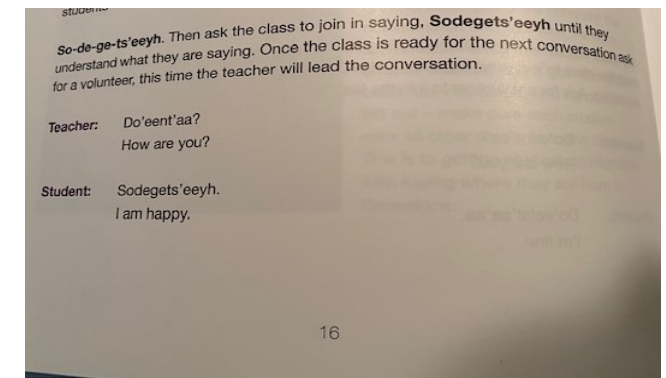 students
So-de-ge-ts'eeyh. Then ask the class to join in saying, Sodegets'eeyh until they
understand what they are saying. Once the class is ready for the next conversation ask
for a volunteer, this time the teacher will lead the conversation.
Teacher: Do'eent'aa?
How are you?
Student: Sodegets'eeyh.
I am happy.
16